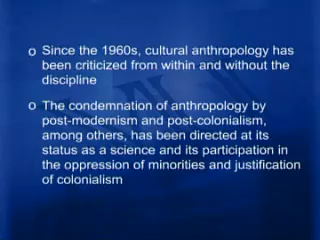 o Since the 1960s, cultural anthropology has
been criticized from within and without the
discipline
o The condemnation of anthropology by
post-modernism and post-colonialism,
among others, has been directed at its
status as a science and its participation in
the oppression of minorities and justification
of colonialism